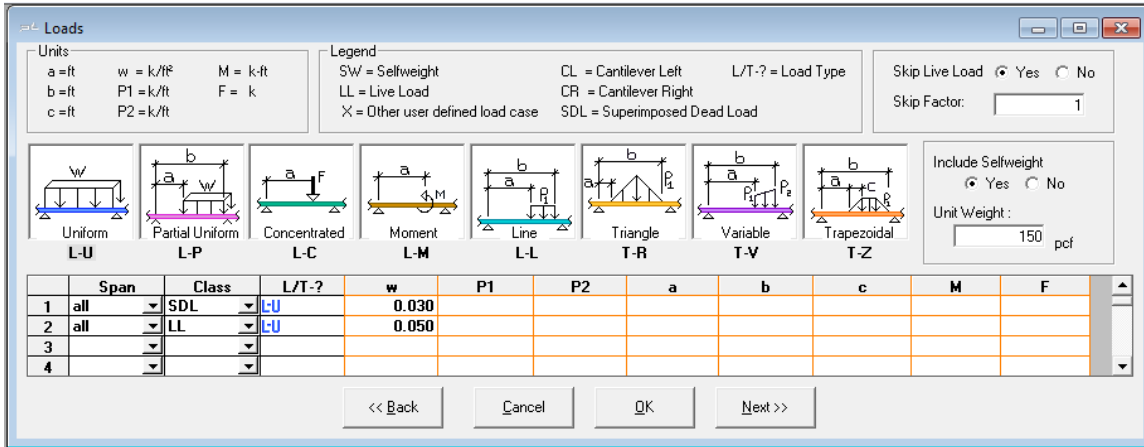 Loads
Units
a =ft w = k/ft² M = k-ft
b =ft P1 =k/ft F = k
c =ft P2 =k/ft
Legend
SW = Selfweight CL = Cantilever Left L/T-? = Load Type
LL = Live Load CR = Cantilever Right
X = Other user defined load case SDL = Superimposed Dead Load
Skip Live Load Yes No
Skip Factor: 1
w
Uniform
L-U
b
a w
Partial Uniform
L-P
a F
Concentrated
L-C
a M
Moment
L-M
b
a P1
Line
L-L
b
a P1
Triangle
T-R
b
a P1 P2
Variable
T-V
b
a c P1
Trapezoidal
T-Z
Include Selfweight
Yes No
Unit Weight :
150 pcf
Span Class L/T-? w P1 P2 a b c M F
1 all SDL L-U 0.030
2 all LL L-U 0.050
3
4
<< Back Cancel OK Next >>